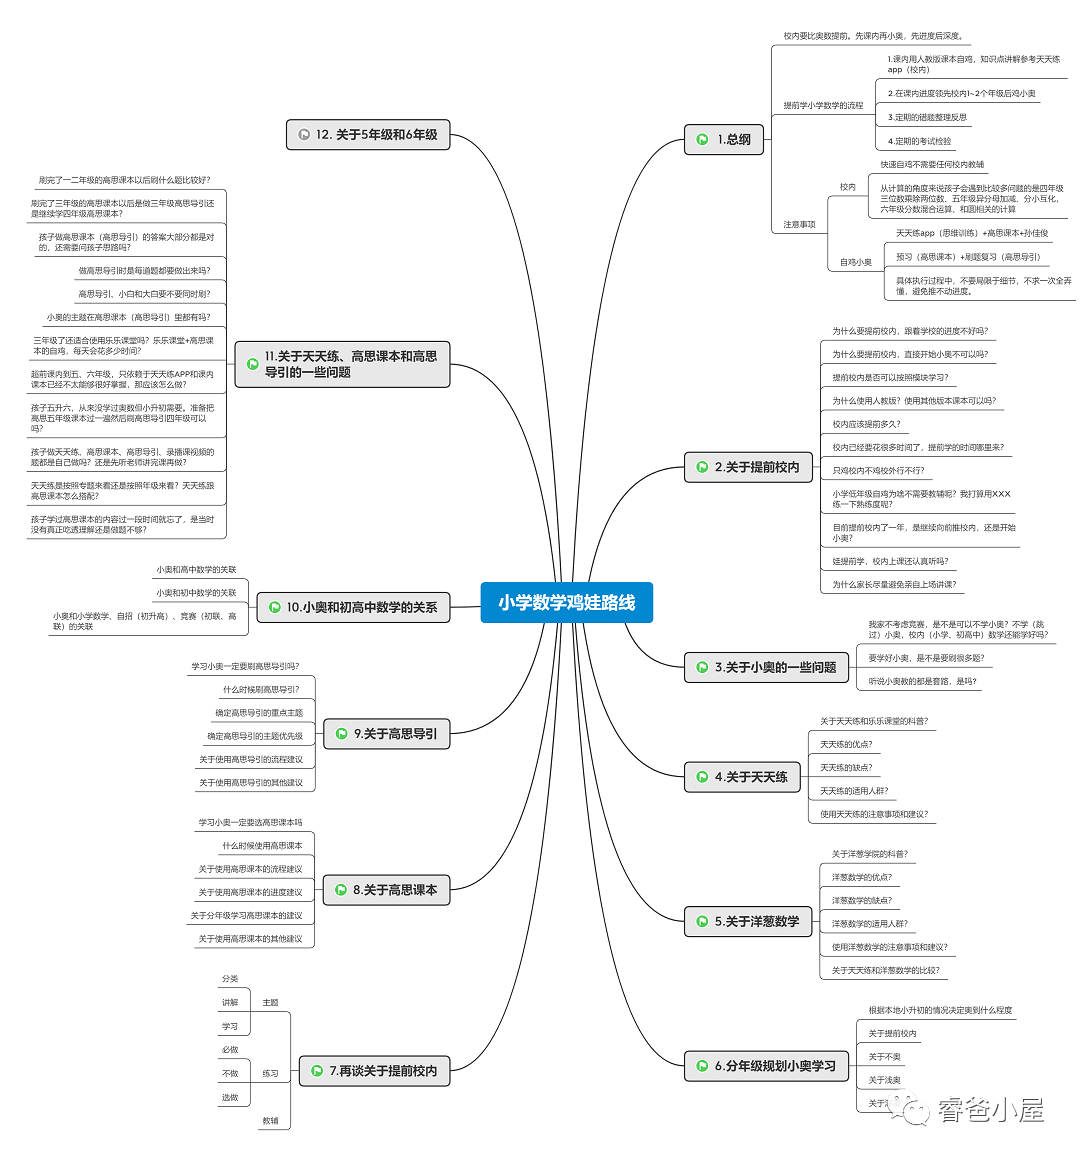 小学数学鸡娃路线
1.总纲
校内要比奥数提前。先课内再小奥，先进度后深度。
提前学小学数学的流程
1.课内用人教版课本自鸡，知识点讲解参考天天练
app（校内）
2.在课内进度领先校内1~2个年级后鸡小奥
3.定期的错题整理反思
4.定期的考试检验
注意事项
校内
快速自鸡不需要任何校内教辅
从计算的角度来说孩子会遇到比较多问题的是四年级
三位数乘除两位数、五年级异分母加减、分小互化，
六年级分数混合运算、和圆相关的计算
自鸡小奥
天天练app（思维训练）+高思课本+孙佳俊
预习（高思课本）+刷题复习（高思导引）
具体执行过程中，不要局限于细节，不求一次全弄
懂，避免推不动进度。
2.关于提前校内
为什么要提前校内，跟着学校的进度不好吗？
为什么要提前校内，直接开始小奥不可以吗？
提前校内是否可以按照模块学习？
为什么使用人教版？使用其他版本课本可以吗？
校内应该提前多久？
校内已经要花很多时间了，提前学的时间哪里来？
只鸡校内不鸡校外行不行？
小学低年级自鸡为啥不需要教辅呢？我打算用XXX
练一下熟练度呢？
目前提前校内了一年，是继续向前推校内，还是开始
小奥？
娃提前学，校内上课还认真听吗？
为什么家长尽量避免亲自上场讲课？
3.关于小奥的一些问题
我家不考虑竞赛，是不是可以不学小奥？不学（跳
过）小奥，校内（小学、初高中）数学还能学好吗？
要学好小奥，是不是要刷很多题？
听说小奥教的都是套路，是吗？
4.关于天天练
关于天天练和乐乐课堂的科普？
天天练的优点？
天天练的缺点？
天天练的适用人群？
使用天天练的注意事项和建议？
5.关于洋葱数学
关于洋葱学院的科普？
洋葱数学的优点？
洋葱数学的缺点？
洋葱数学的适用人群？
使用洋葱数学的注意事项和建议？
关于天天练和洋葱数学的比较？
6.分年级规划小奥学习
根据本地小升初的情况决定奥到什么程度
关于提前校内
关于不奥
关于浅奥
关于
7.再谈关于提前校内
主题
分类
讲解
学习
练习
必做
不做
选做
教辅
8.关于高思课本
学习小奥一定要选高思课本吗
什么时候使用高思课本
关于使用高思课本的流程建议
关于使用高思课本的进度建议
关于分年级学习高思课本的建议
关于使用高思课本的其他建议
9.关于高思导引
学习小奥一定要刷高思导引吗？
什么时候刷高思导引？
确定高思导引的重点主题
确定高思导引的主题优先级
关于使用高思导引的流程建议
关于使用高思导引的其他建议
10.小奥和初高中数学的关系
小奥和高中数学的关联
小奥和初中数学的关联
小奥和小学数学、自招（初升高）、竞赛（初联、高
联）的关联
11.关于天天练、高思课本和高思
导引的一些问题
刷完了一二年级的高思课本以后刷什么题比较好？
刷完了三年级的高思课本以后是做三年级高思导引还
是继续学四年级高思课本？
孩子做高思课本（高思导引）的答案大部分都是对
的，还需要问孩子思路吗？
做高思导引时是每道题都要做出来吗？
高思导引、小白和大白要不要同时刷？
小奥的主题在高思课本（高思导引）里都有吗？
三年级了还适合使用乐乐课堂吗？乐乐课堂+高思课
本的自鸡，每天会花多少时间？
超前课内到五、六年级，只依赖于天天练APP和课内
课本已经不太能够很好掌握，那应该怎么做？
孩子五升六，从来没学过奥数但小升初需要。准备把
高思五年级课本过一遍然后刷高思导引四年级可以
吗？
孩子做天天练、高思课本、高思导引、录播课视频的
题都是自己做吗？还是先听老师讲完课再做？
天天练是按照专题来看还是按照年级来看？天天练跟
高思课本怎么搭配？
孩子学过高思课本的内容过一段时间就忘了，是当时
没有真正吃透理解还是做题不够？
12. 关于5年级和6年级
睿爸小屋